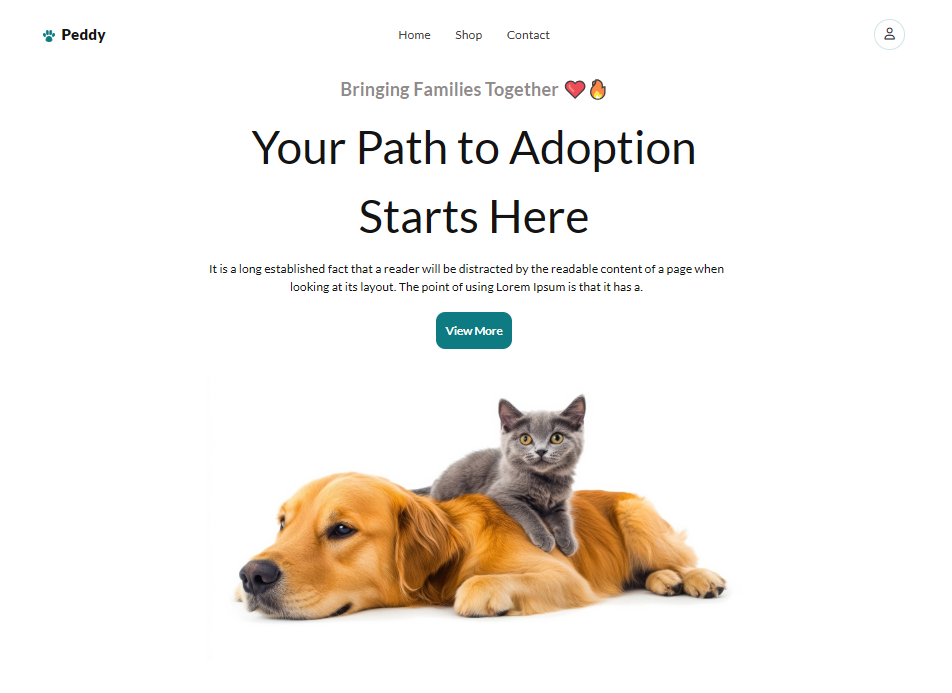 Peddy
Home Shop Contact
Bringing Families Together ❤️🔥
Your Path to Adoption
Starts Here
It is a long established fact that a reader will be distracted by the readable content of a page when
looking at its layout. The point of using Lorem Ipsum is that it has a.
View More